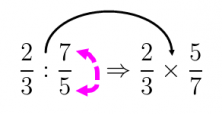 2/3 : 7/5 ⇒ 2/3 × 5/7